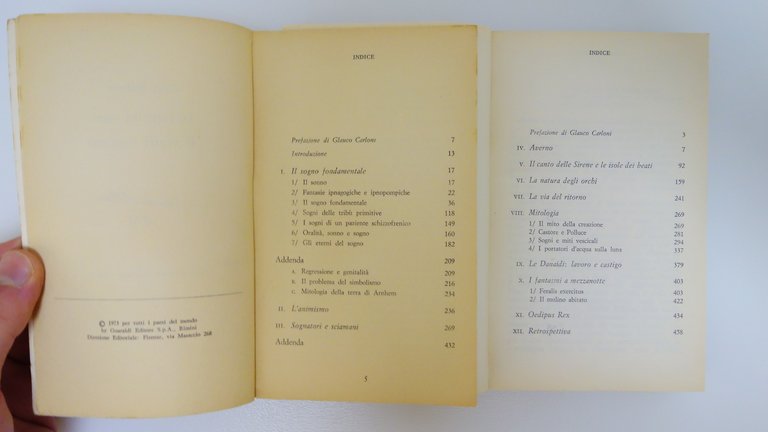 © 1973 per tutti i paesi del mondo
by Guaraldi Editore S.p.A., Rimini
Direzione Editoriale: Firenze, via Masaccio 268
INDICE
Prefazione di Glauco Carloni 7
Introduzione 13
I. Il sogno fondamentale 17
1/ Il sonno 17
2/ Fantasie ipnagogiche e ipnopompiche 22
3/ Il sogno fondamentale 36
4/ Sogni delle tribù primitive 118
5/ I sogni di un paziente schizofrenico 149
6/ Oralità, sonno e sogno 160
7/ Gli eterni del sogno 182
Addenda 209
A. Regressione e genitalità 209
B. Il problema del simbolismo 216
C. Mitologia della terra di Arnhem 234
II. L'animismo 236
III. Sognatori e sciamani 269
Addenda 432
5
INDICE
Prefazione di Glauco Carloni 3
IV. Averno 7
V. Il canto delle Sirene e le isole dei beati 92
VI. La natura degli orchi 159
VII. La via del ritorno 241
VIII. Mitologia 269
1/ Il mito della creazione 269
2/ Castore e Polluce 281
3/ Sogni e miti vescicali 294
4/ I portatori d'acqua sulla luna 337
IX. Le Danaidi: lavoro e castigo 379
X. I fantasmi a mezzanotte 403
1/ Feralis exercitus 403
2/ Il mulino abitato 422
XI. Oedipus Rex 434
XII. Retrospettiva 458